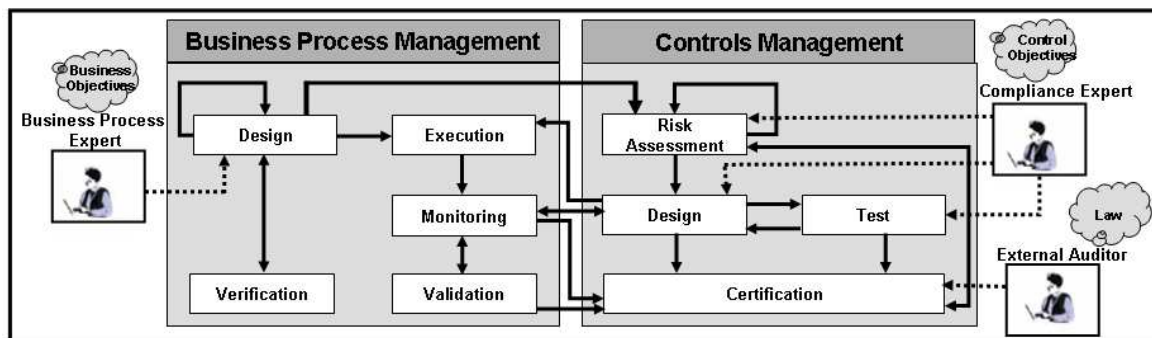 Business Process Management
Controls Management
Business
Objectives
Business Process
Expert
Design
Execution
Monitoring
Verification
Validation
Risk
Assessment
Design
Test
Certification
Control
Objectives
Compliance Expert
Law
External Auditor